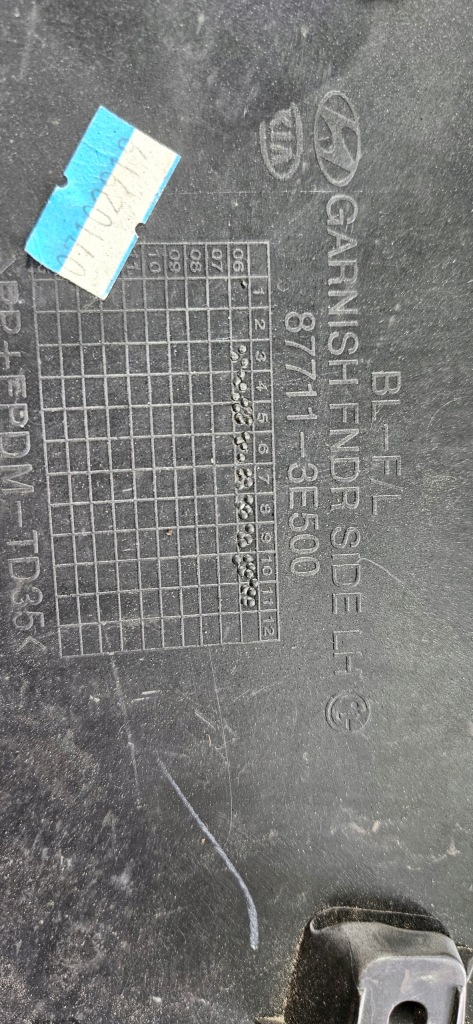 BL-F/L
GARNISH FNDR SIDE LH
KIA
87711-3E500
1 2 3 4 5 6 7 8 9 10 11 12
06
07
08
09
10
>PP+EPDM-TD35<